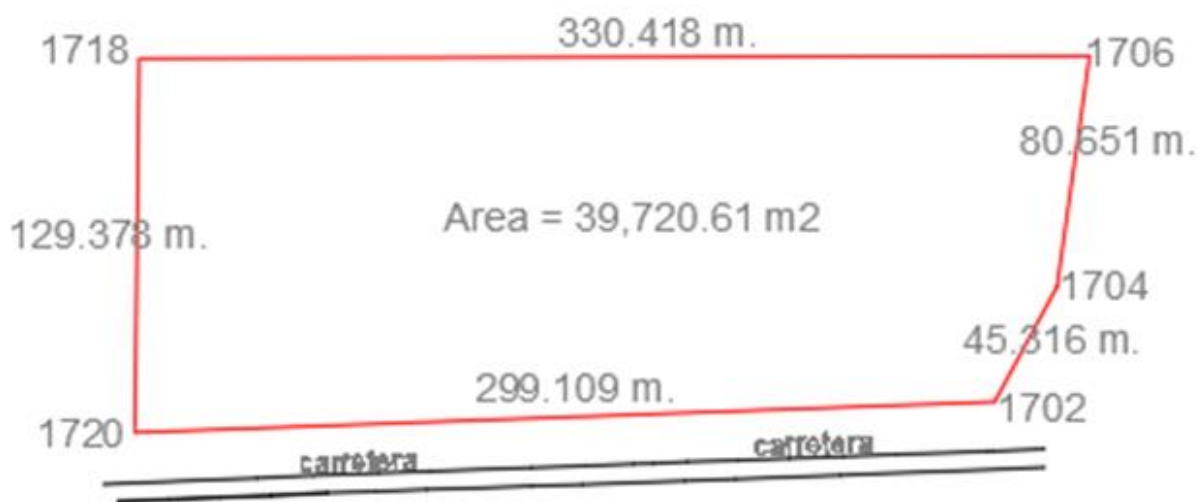 330.418 m.
1718
1706
80.651 m.
Area = 39,720.61 m2
129.378 m.
1704
45.316 m.
299.109 m.
1702
1720
carretera
carretera